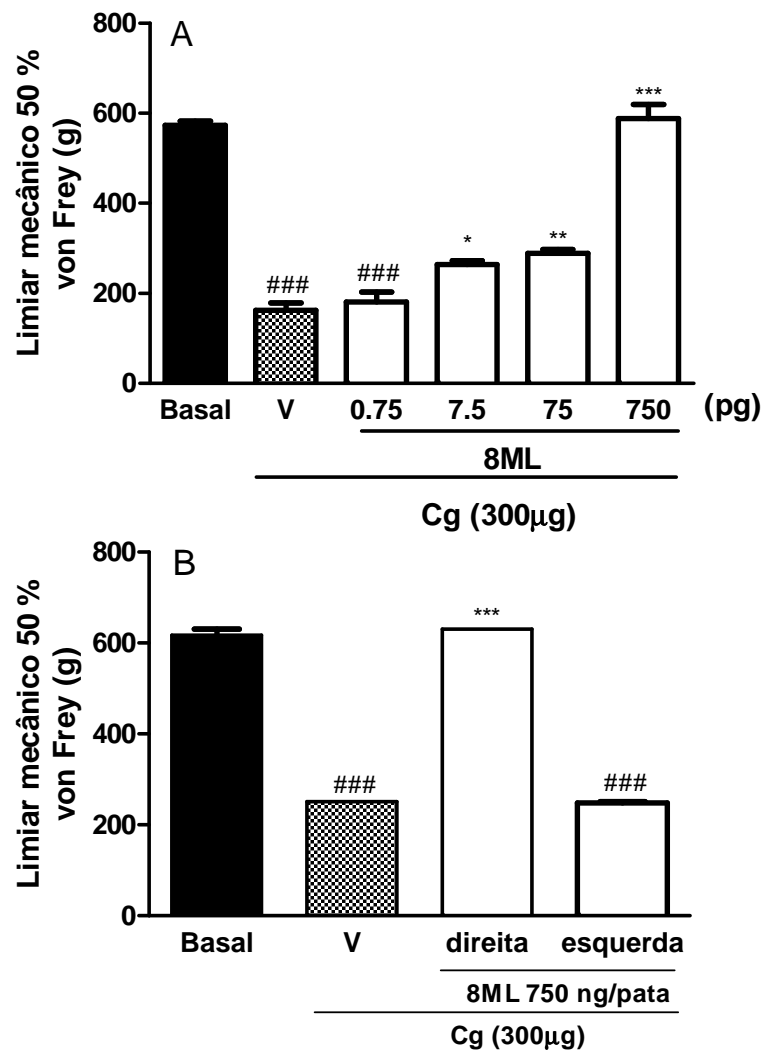 A
Limiar mecânico 50 %
von Frey (g)
800
600
400
200
0
###
###
*
**
***
Basal
V
0.75
7.5
75
750
(pg)
8ML
Cg (300µg)
B
Limiar mecânico 50 %
von Frey (g)
800
600
400
200
0
###
***
###
Basal
V
direita
esquerda
8ML 750 ng/pata
Cg (300µg)